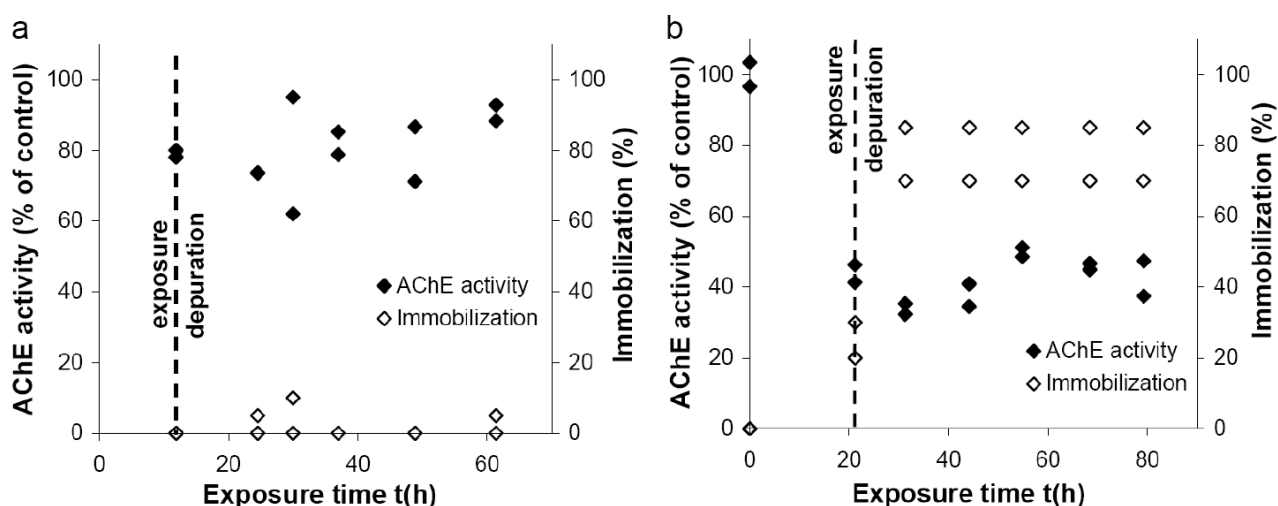 a
AChE activity (% of control)
100
80
60
40
20
0
exposure
depuration
AChE activity
Immobilization
100
80
60
40
20
0
Immobilization (%)
0
20
40
60
Exposure time t(h)
b
AChE activity (% of control)
100
80
60
40
20
0
exposure
depuration
AChE activity
Immobilization
100
80
60
40
20
0
Immobilization (%)
0
20
40
60
80
Exposure time t(h)